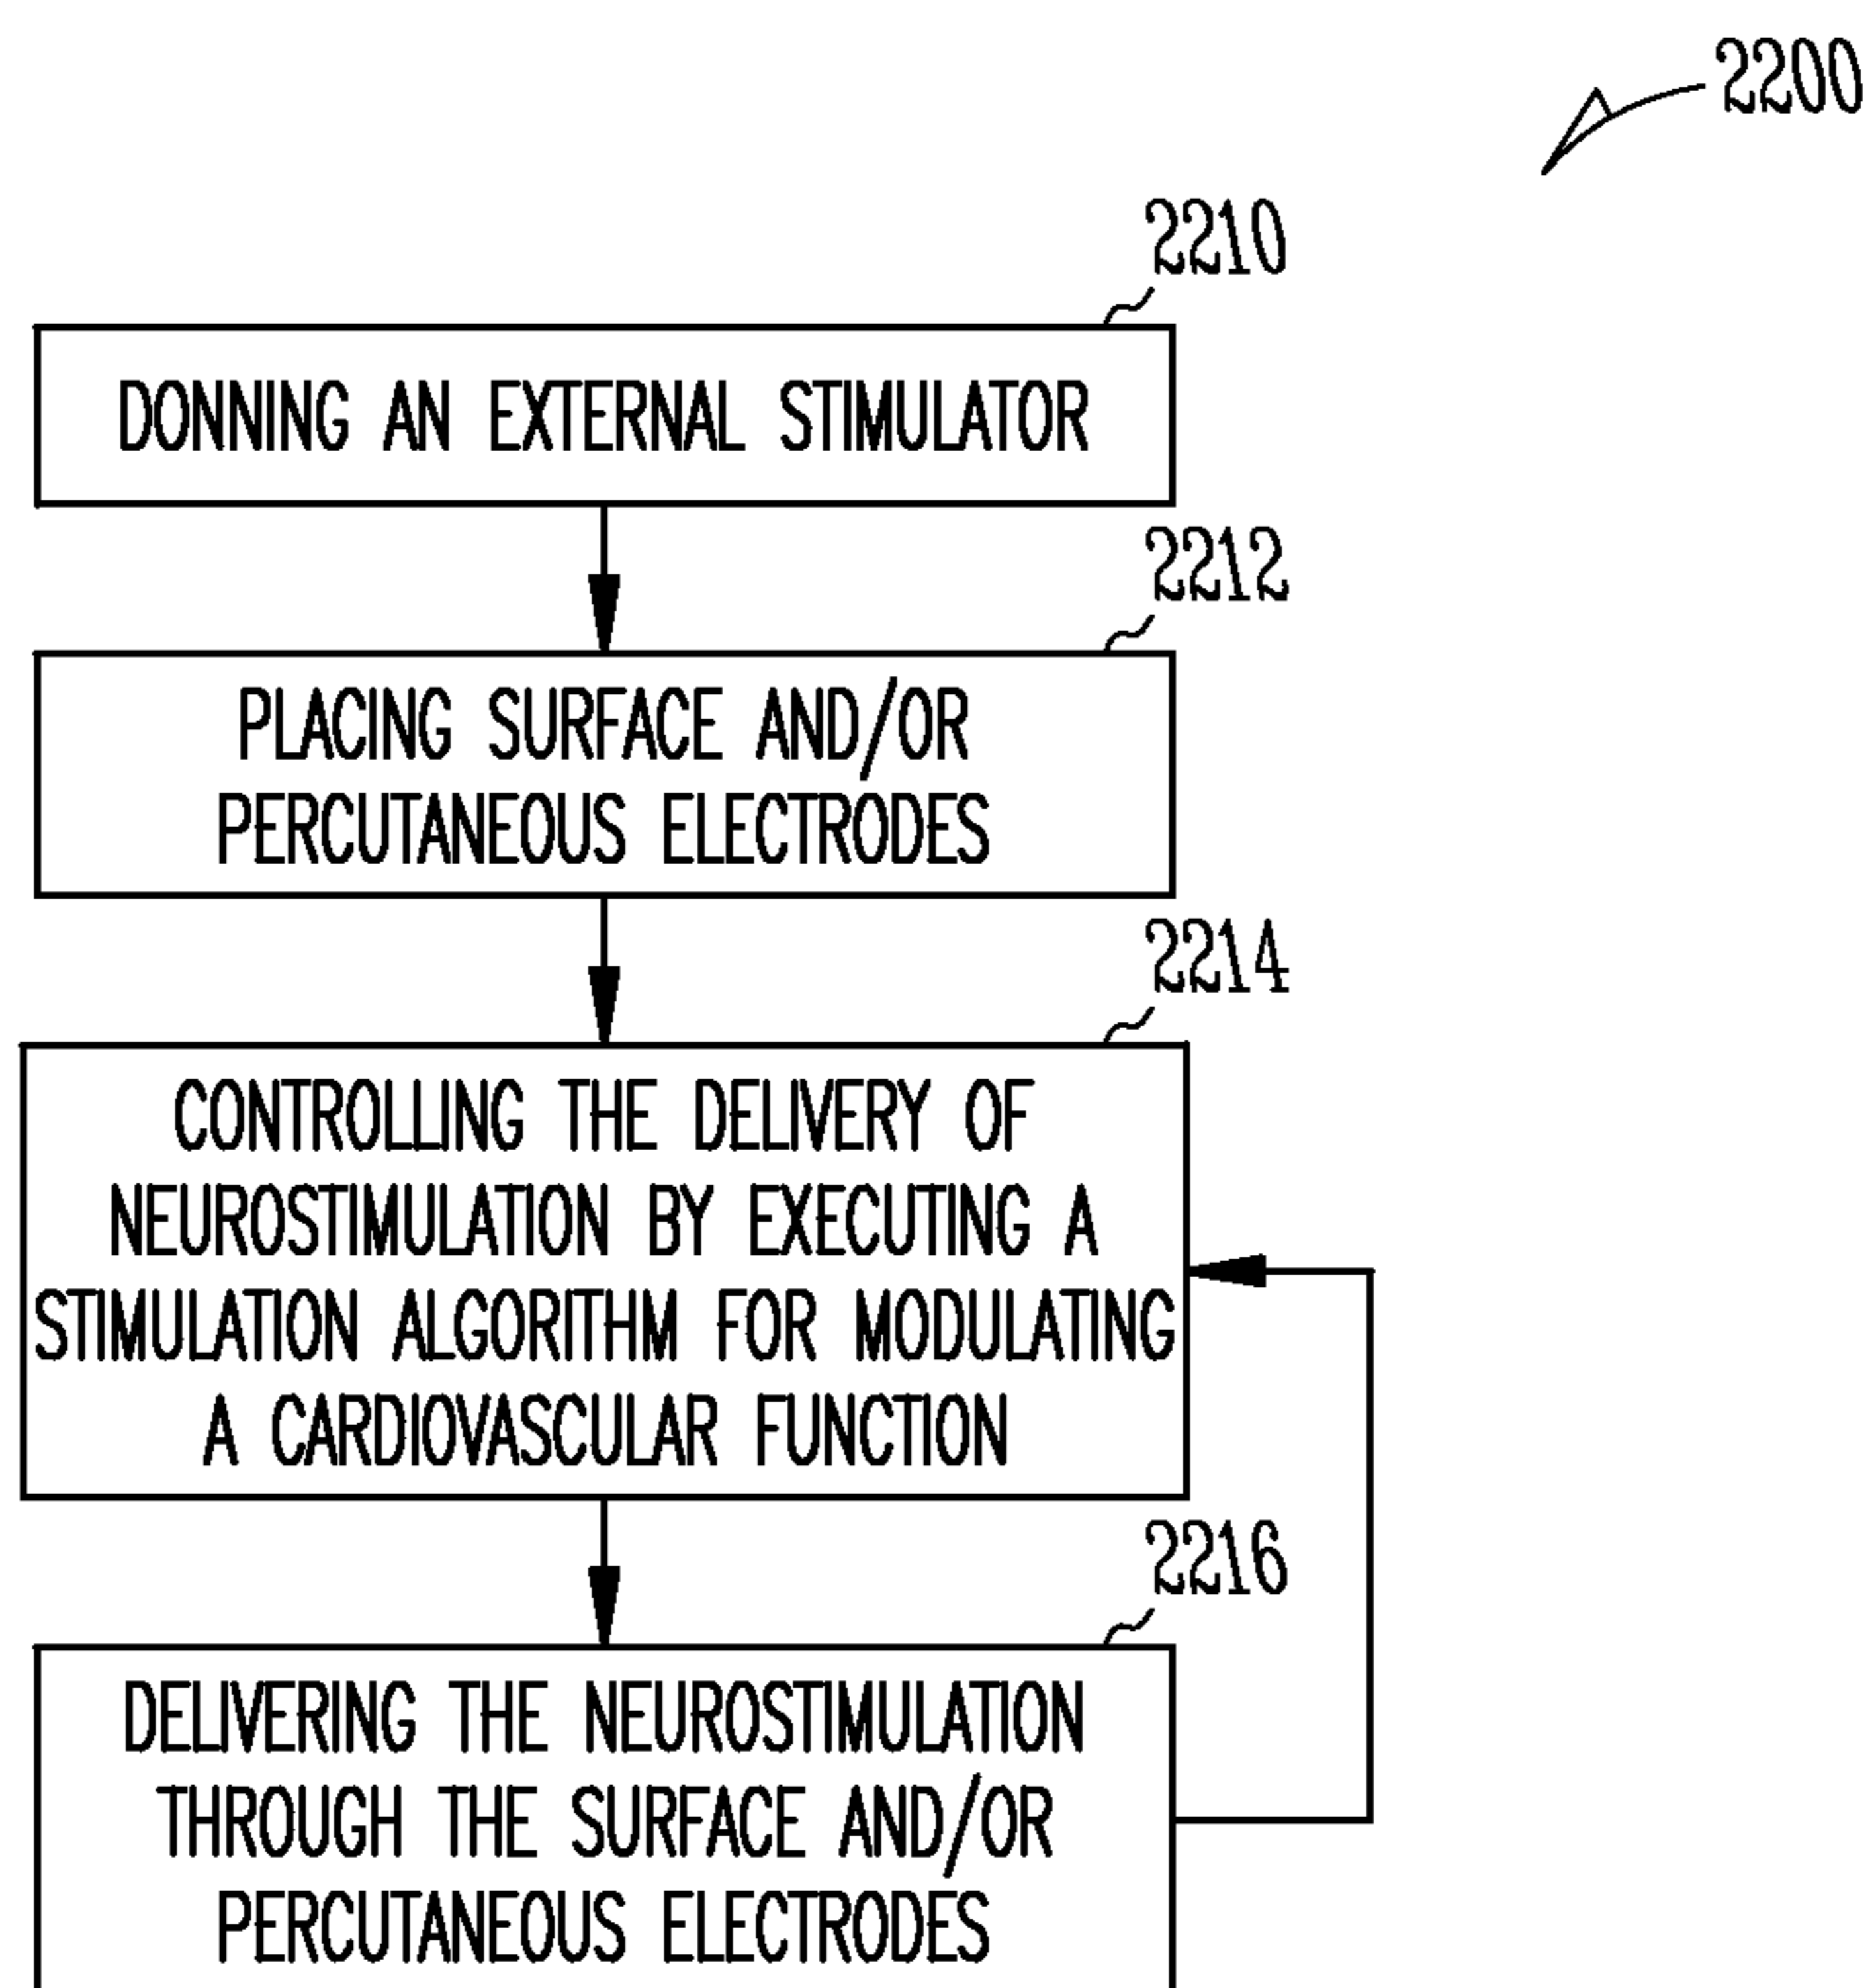 2200
2210
DONNING AN EXTERNAL STIMULATOR
2212
PLACING SURFACE AND/OR
PERCUTANEOUS ELECTRODES
2214
CONTROLLING THE DELIVERY OF
NEUROSTIMULATION BY EXECUTING A
STIMULATION ALGORITHM FOR MODULATING
A CARDIOVASCULAR FUNCTION
2216
DELIVERING THE NEUROSTIMULATION
THROUGH THE SURFACE AND/OR
PERCUTANEOUS ELECTRODES